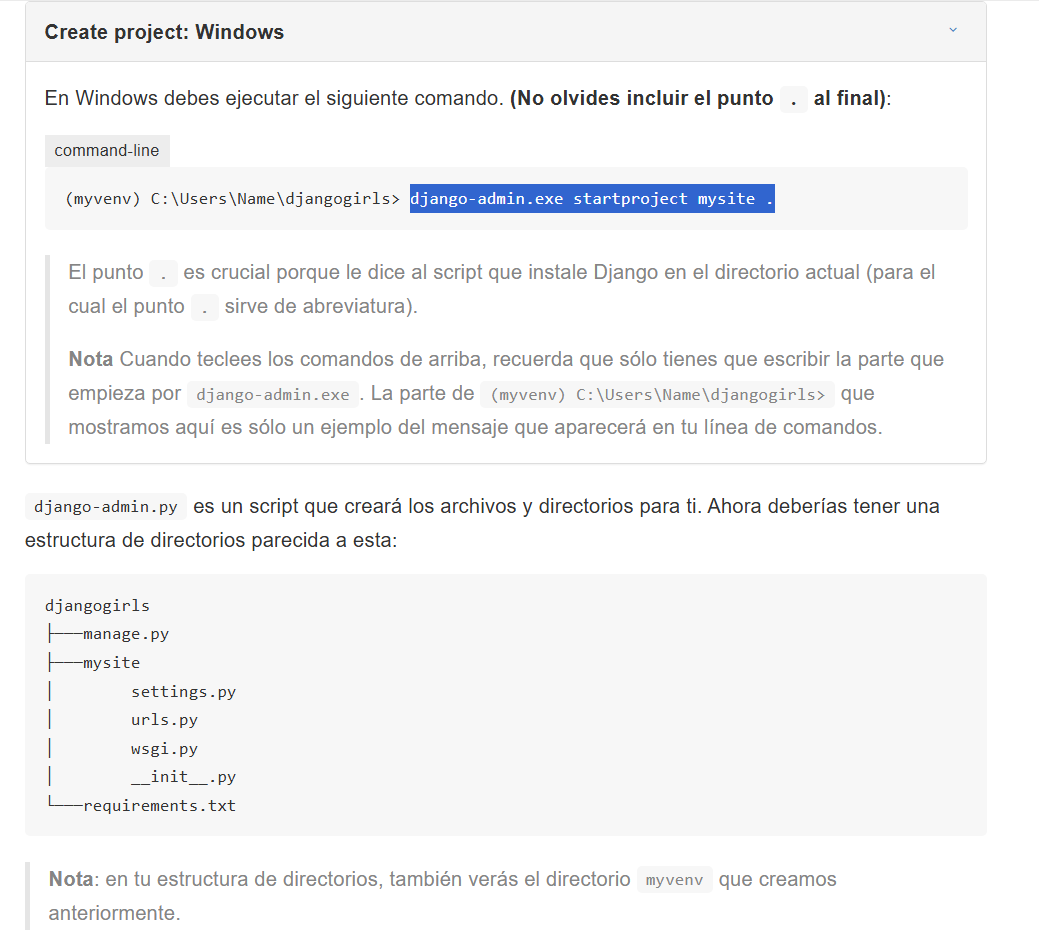 Create project: Windows
En Windows debes ejecutar el siguiente comando. (No olvides incluir el punto . al final):
command-line
(myvenv) C:\Users\Name\djangogirls> django-admin.exe startproject mysite .
El punto . es crucial porque le dice al script que instale Django en el directorio actual (para el
cual el punto . sirve de abreviatura).
Nota Cuando teclees los comandos de arriba, recuerda que sólo tienes que escribir la parte que
empieza por django-admin.exe . La parte de (myvenv) C:\Users\Name\djangogirls> que
mostramos aquí es sólo un ejemplo del mensaje que aparecerá en tu línea de comandos.
django-admin.py es un script que creará los archivos y directorios para ti. Ahora deberías tener una
estructura de directorios parecida a esta:
djangogirls
├───manage.py
├───mysite
│        settings.py
│        urls.py
│        wsgi.py
│        __init__.py
└───requirements.txt
Nota: en tu estructura de directorios, también verás el directorio myvenv que creamos
anteriormente.